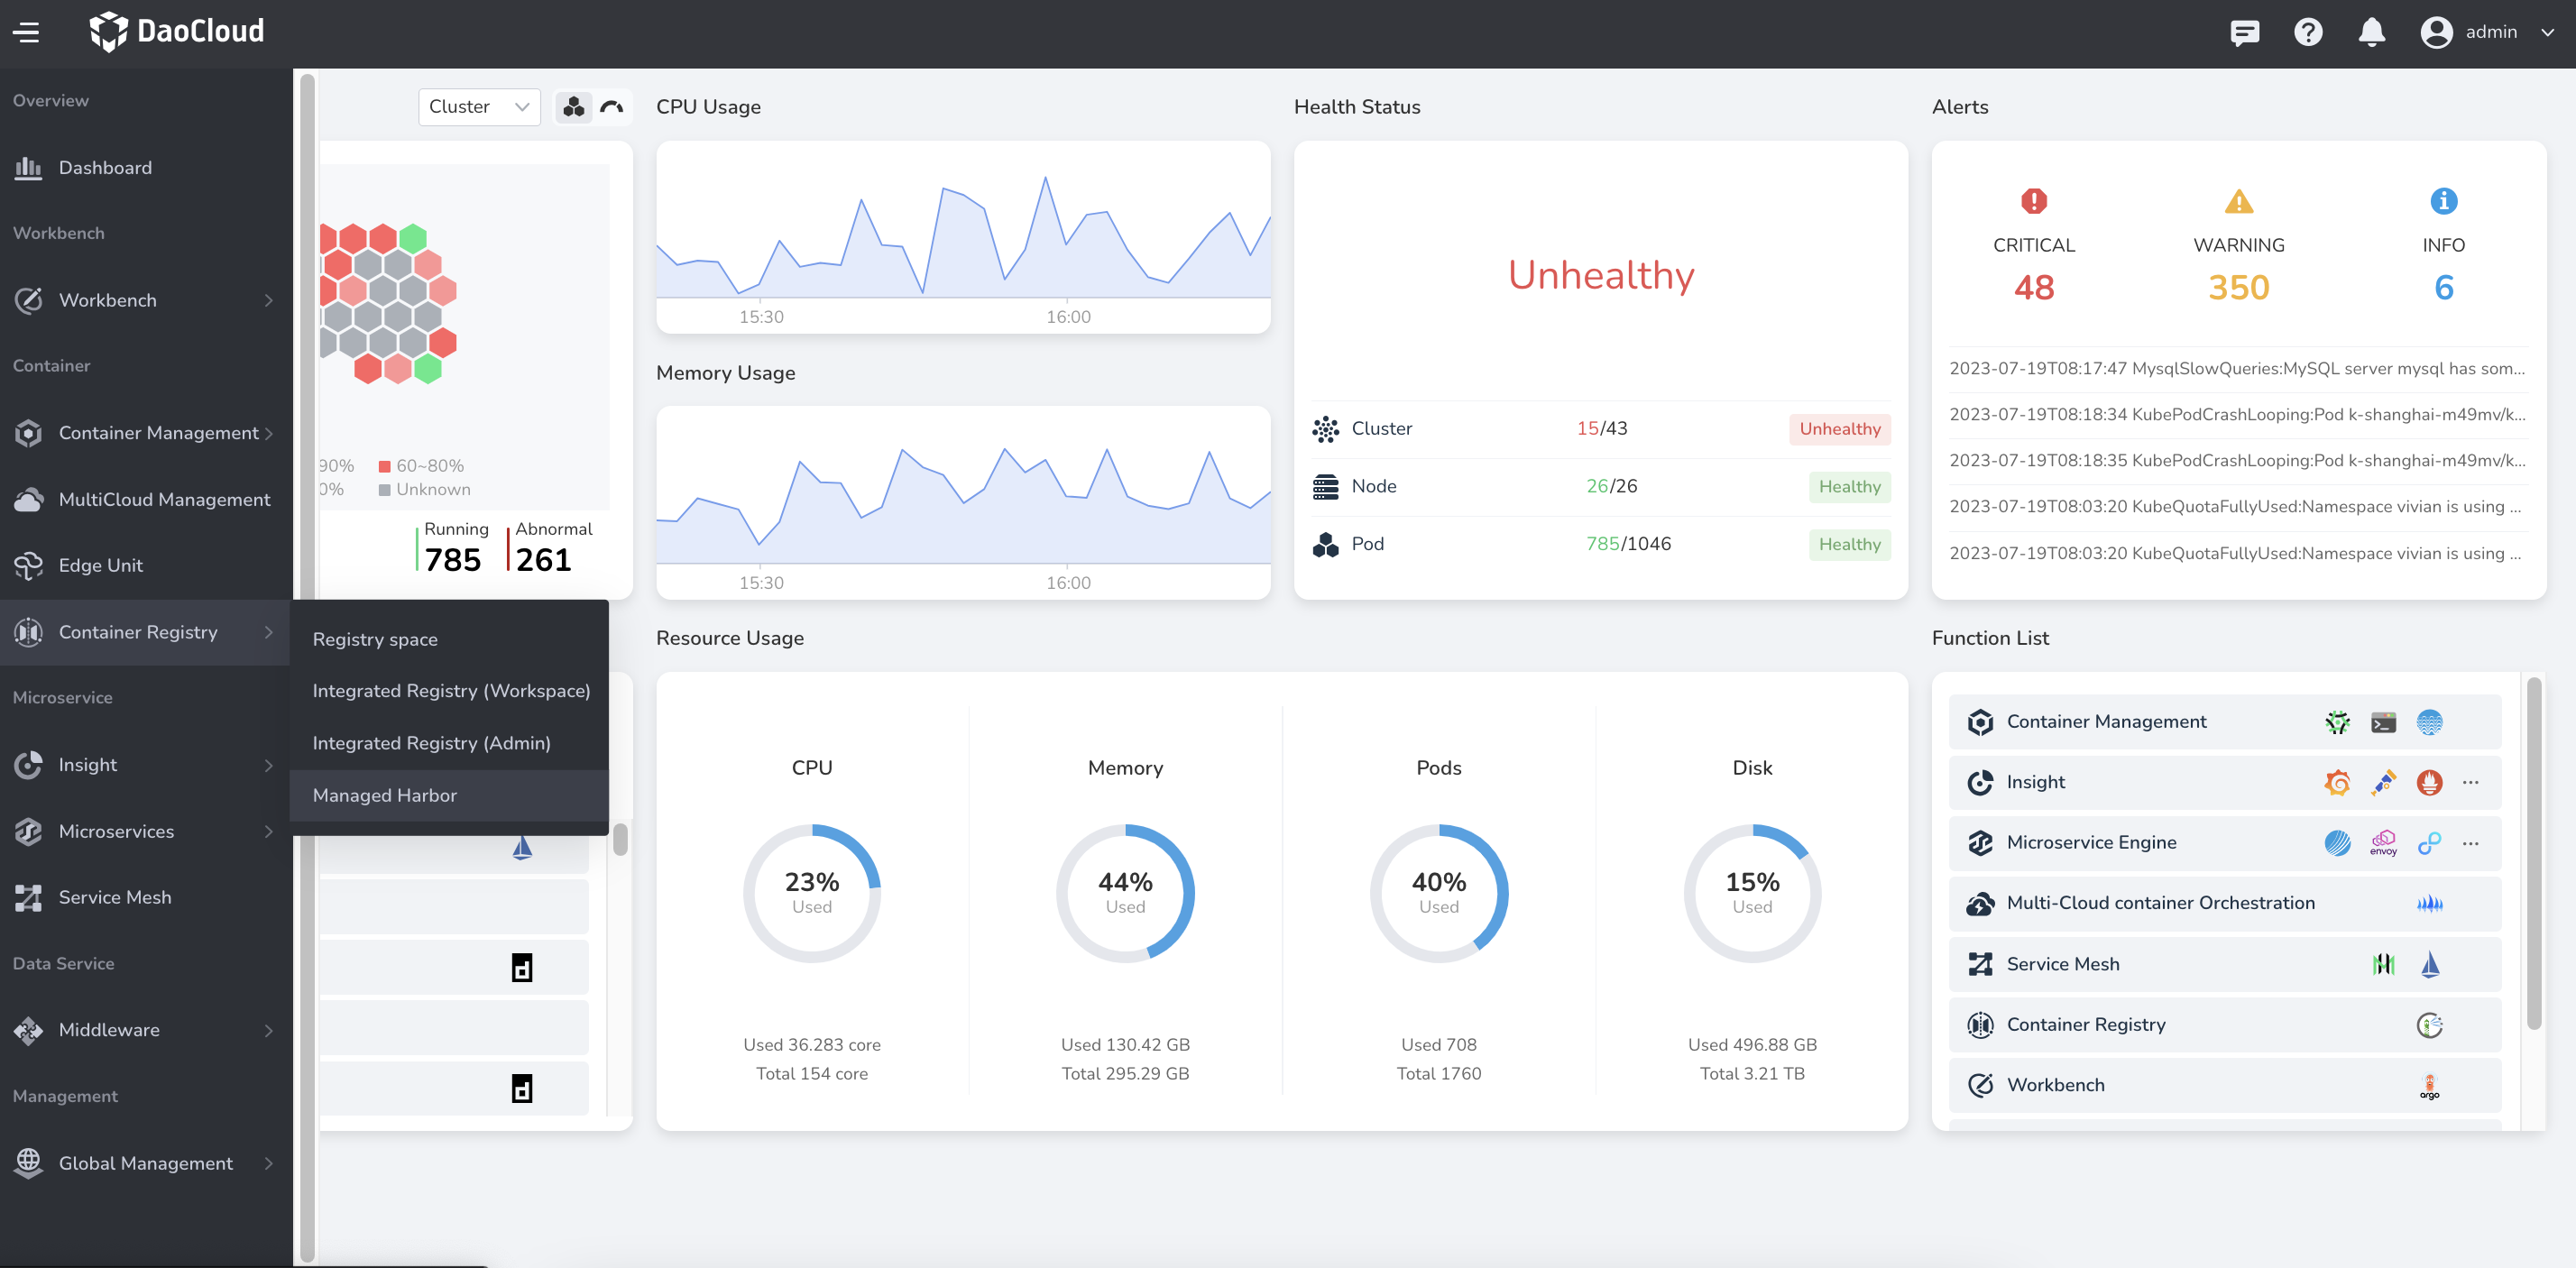 DaoCloud
admin
Overview
Dashboard
Workbench
Workbench
Container
Container Management
MultiCloud Management
Edge Unit
Container Registry
Microservice
Insight
Microservices
Service Mesh
Data Service
Middleware
Management
Global Management
Registry space
Integrated Registry (Workspace)
Integrated Registry (Admin)
Managed Harbor
Cluster
90%
60~80%
0%
Unknown
Running
785
Abnormal
261
CPU Usage
15:30
16:00
Memory Usage
15:30
16:00
Health Status
Unhealthy
Cluster
15/43
Unhealthy
Node
26/26
Healthy
Pod
785/1046
Healthy
Alerts
CRITICAL
48
WARNING
350
INFO
6
2023-07-19T08:17:47 MysqlSlowQueries:MySQL server mysql has som...
2023-07-19T08:18:34 KubePodCrashLooping:Pod k-shanghai-m49mv/k...
2023-07-19T08:18:35 KubePodCrashLooping:Pod k-shanghai-m49mv/k...
2023-07-19T08:03:20 KubeQuotaFullyUsed:Namespace vivian is using ...
2023-07-19T08:03:20 KubeQuotaFullyUsed:Namespace vivian is using ...
Resource Usage
CPU
23%
Used
Used 36.283 core
Total 154 core
Memory
44%
Used
Used 130.42 GB
Total 295.29 GB
Pods
40%
Used
Used 708
Total 1760
Disk
15%
Used
Used 496.88 GB
Total 3.21 TB
Function List
Container Management
Insight
Microservice Engine
envoy
Multi-Cloud container Orchestration
Service Mesh
Container Registry
Workbench
argo